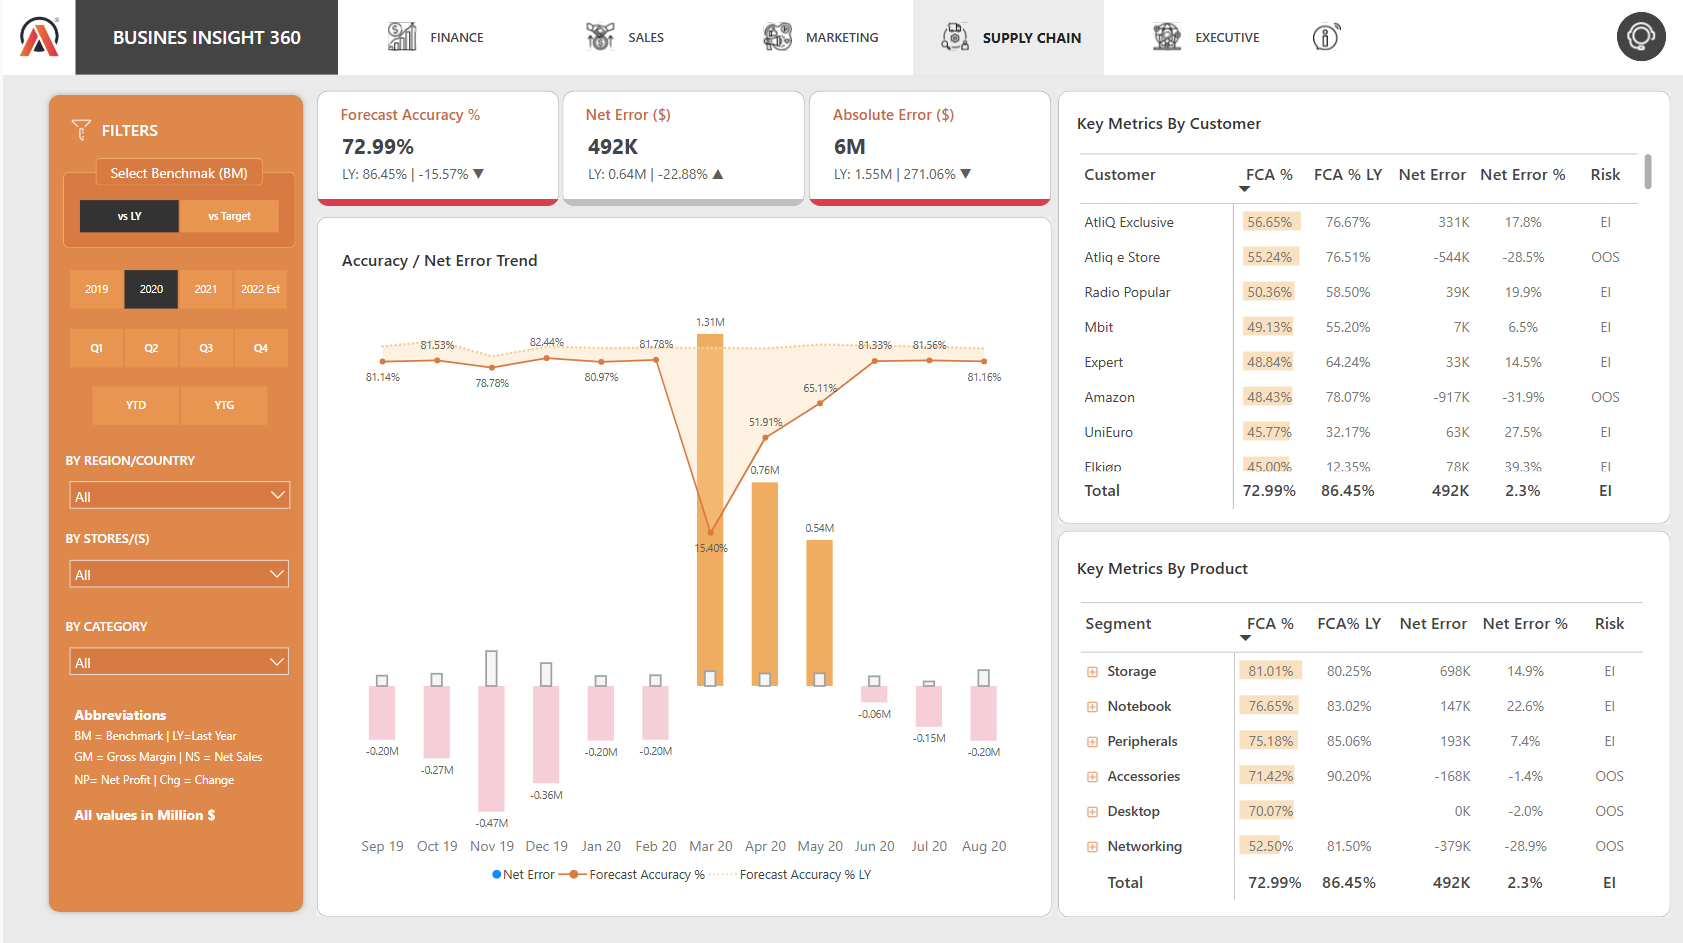 BUSINES INSIGHT 360
FINANCE
SALES
MARKETING
SUPPLY CHAIN
EXECUTIVE
FILTERS
Select Benchmak (BM)
vs LY
vs Target
2019
2020
2021
2022 Est
Q1
Q2
Q3
Q4
YTD
YTG
BY REGION/COUNTRY
All
BY STORES/(S)
All
BY CATEGORY
All
Abbreviations
BM = Benchmark | LY=Last Year
GM = Gross Margin | NS = Net Sales
NP= Net Profit | Chg = Change
All values in Million $
Forecast Accuracy %
72.99%
LY: 86.45% | -15.57% ▼
Net Error ($)
492K
LY: 0.64M | -22.88% ▲
Absolute Error ($)
6M
LY: 1.55M | 271.06% ▼
Accuracy / Net Error Trend
1.31M
81.14%
81.53%
78.78%
82.44%
80.97%
81.78%
15.40%
51.91%
65.11%
81.33%
81.56%
81.16%
0.76M
0.54M
-0.20M
-0.27M
-0.47M
-0.36M
-0.20M
-0.20M
-0.06M
-0.15M
-0.20M
Sep 19 Oct 19 Nov 19 Dec 19 Jan 20 Feb 20 Mar 20 Apr 20 May 20 Jun 20 Jul 20 Aug 20
Net Error Forecast Accuracy % Forecast Accuracy % LY
Key Metrics By Customer
Customer FCA % FCA % LY Net Error Net Error % Risk
AtliQ Exclusive 56.65% 76.67% 331K 17.8% EI
Atliq e Store 55.24% 76.51% -544K -28.5% OOS
Radio Popular 50.36% 58.50% 39K 19.9% EI
Mbit 49.13% 55.20% 7K 6.5% EI
Expert 48.84% 64.24% 33K 14.5% EI
Amazon 48.43% 78.07% -917K -31.9% OOS
UniEuro 45.77% 32.17% 63K 27.5% EI
Elkjøp 45.00% 12.35% 78K 39.3% EI
Total 72.99% 86.45% 492K 2.3% EI
Key Metrics By Product
Segment FCA % FCA% LY Net Error Net Error % Risk
Storage 81.01% 80.25% 698K 14.9% EI
Notebook 76.65% 83.02% 147K 22.6% EI
Peripherals 75.18% 85.06% 193K 7.4% EI
Accessories 71.42% 90.20% -168K -1.4% OOS
Desktop 70.07% 0K -2.0% OOS
Networking 52.50% 81.50% -379K -28.9% OOS
Total 72.99% 86.45% 492K 2.3% EI